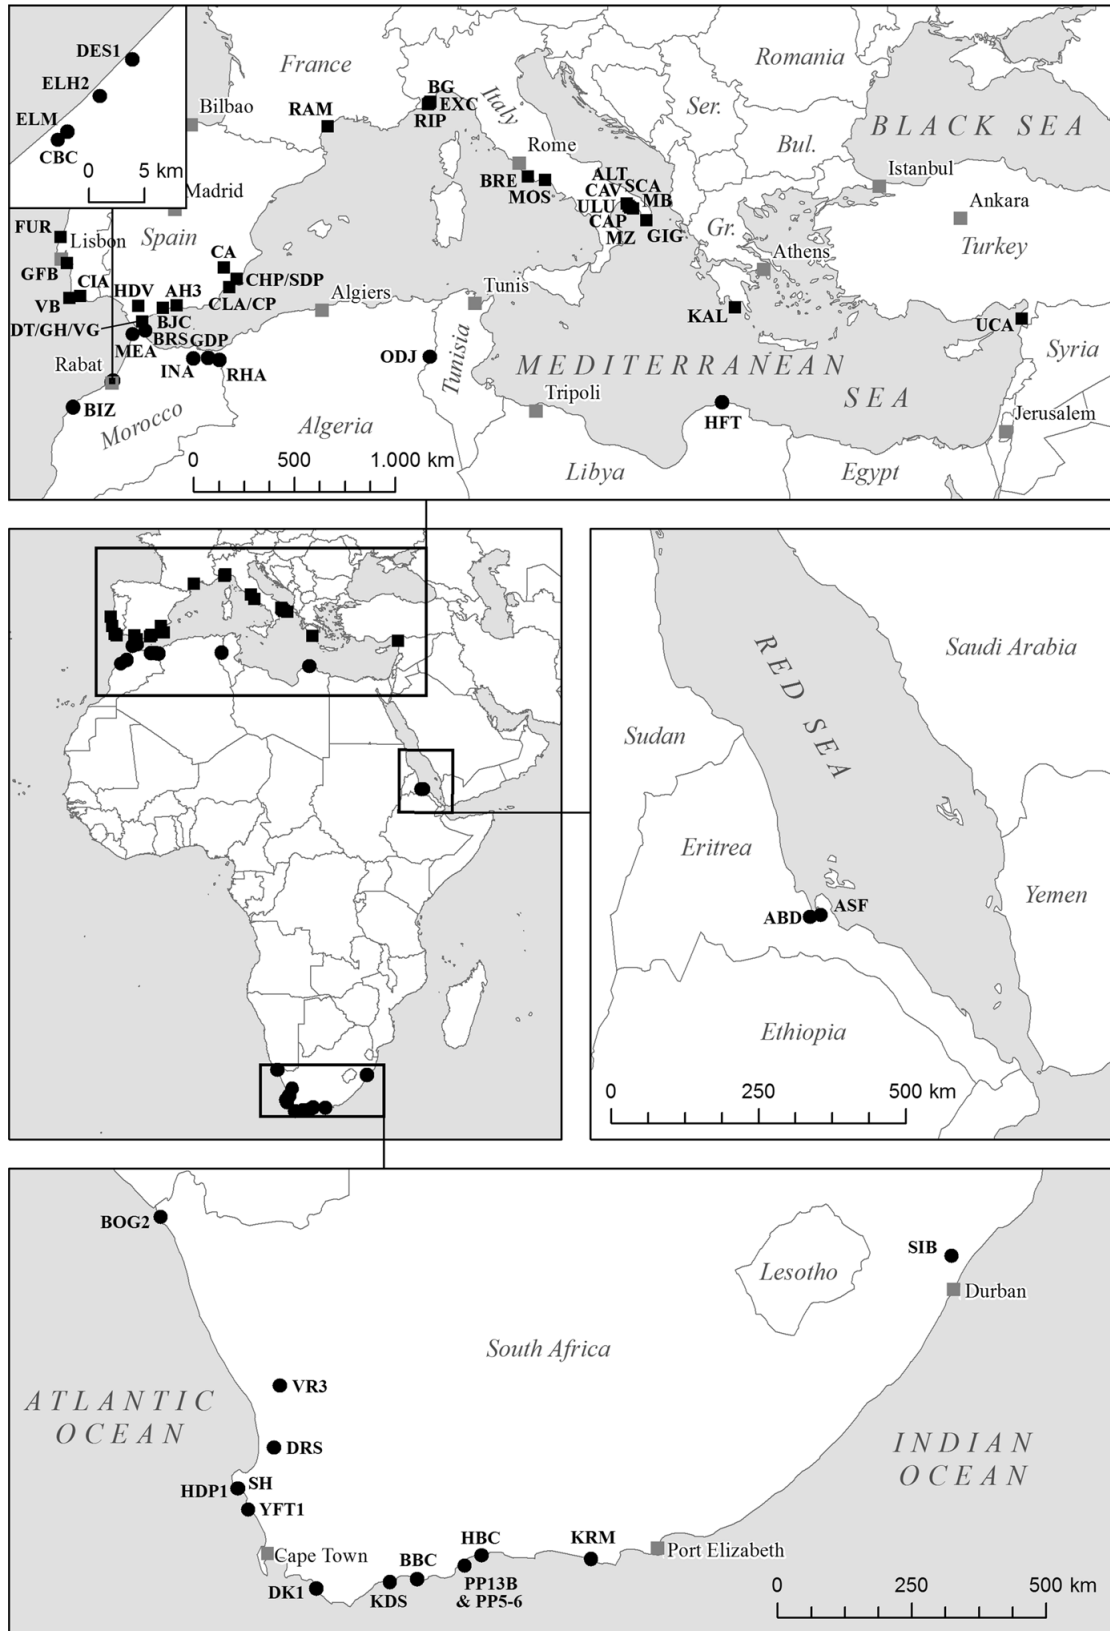 DES1
ELH2
ELM
CBC
0 5 km
France
Bilbao
RAM
BG
EXC
RIP
Italy
Romania
Ser.
Bul.
BLACK SEA
Rome
BRE
MOS
ALT
CAV
SCA
ULU
MB
CAP
MZ
GIG
Istanbul
Ankara
Turkey
Gr.
Athens
Madrid
Spain
FUR
Lisbon
GFB
CIA
VB
HDV
AH3
CA
CHP/SDP
CLA/CP
DT/GH/VG
BJC
BRS
GDP
MEA
INA
RHA
Algiers
Tunis
Tunisia
ODJ
KAL
UCA
Syria
MEDITERRANEAN
SEA
Rabat
BIZ
Morocco
Algeria
Tripoli
HFT
Jerusalem
Libya
Egypt
0 500 1.000 km
RED SEA
Saudi Arabia
Sudan
Eritrea
Yemen
ABD
ASF
Ethiopia
0 250 500 km
BOG2
SIB
Lesotho
Durban
South Africa
VR3
ATLANTIC
OCEAN
DRS
INDIAN
OCEAN
SH
HDP1
YFT1
Cape Town
HBC
KRM
Port Elizabeth
BBC
DK1
KDS
PP13B
& PP5-6
0 250 500 km